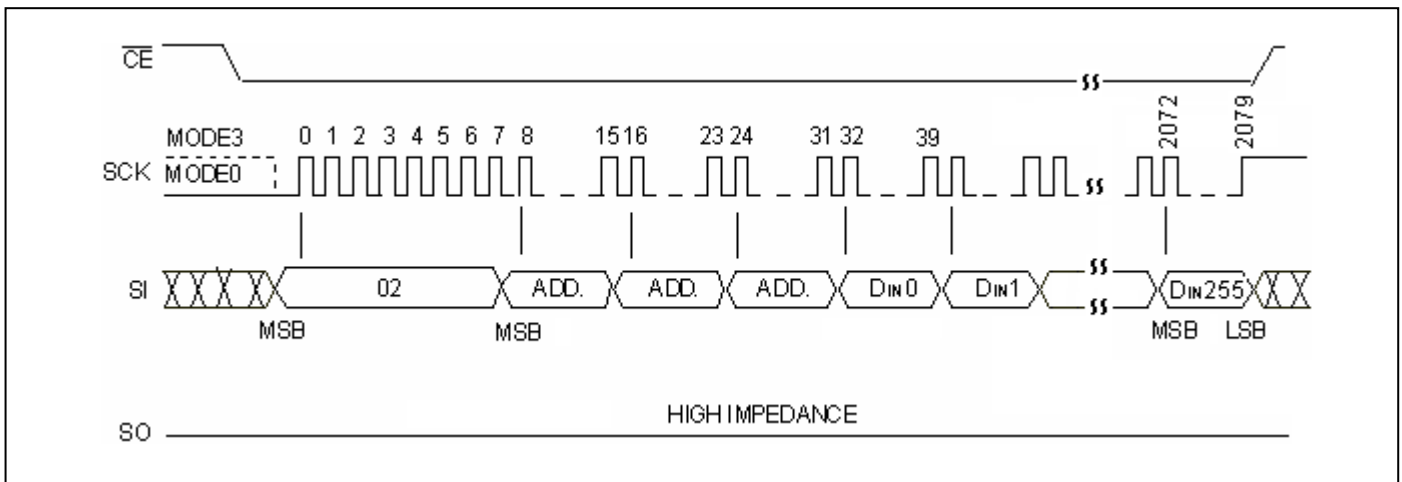 CE
MODE3 0 1 2 3 4 5 6 7 8 15 16 23 24 31 32 39 2072 2079
SCK MODE0
SI 02 ADD. ADD. ADD. DIN0 DIN1 DIN255
MSB MSB MSB LSB
HIGH IMPEDANCE
SO